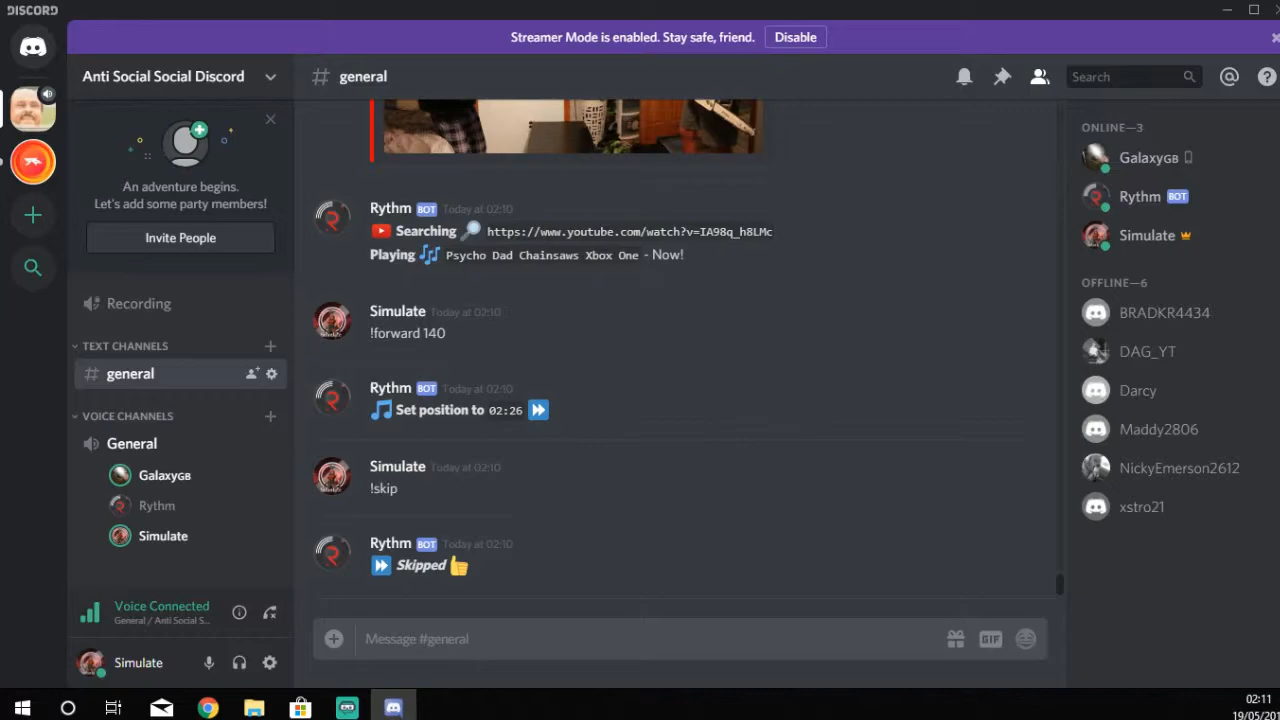 DISCORD
Streamer Mode is enabled. Stay safe, friend.
Disable
Anti Social Social Discord
An adventure begins.
Let's add some party members!
Invite People
Recording
TEXT CHANNELS
# general
VOICE CHANNELS
General
GalaxyGB
Rythm
Simulate
Voice Connected
General / Anti Social S...
Simulate
# general
Search
@
?
Rythm BOT Today at 02:10
Searching https://www.youtube.com/watch?v=IA98q_h8LMc
Playing Psycho Dad Chainsaws Xbox One - Now!
Simulate Today at 02:10
!forward 140
Rythm BOT Today at 02:10
Set position to 02:26
Simulate Today at 02:10
!skip
Rythm BOT Today at 02:10
Skipped
Message #general
GIF
ONLINE—3
GalaxyGB
Rythm BOT
Simulate
OFFLINE—6
BRADKR4434
DAG_YT
Darcy
Maddy2806
NickyEmerson2612
xstro21
02:11
19/05/201